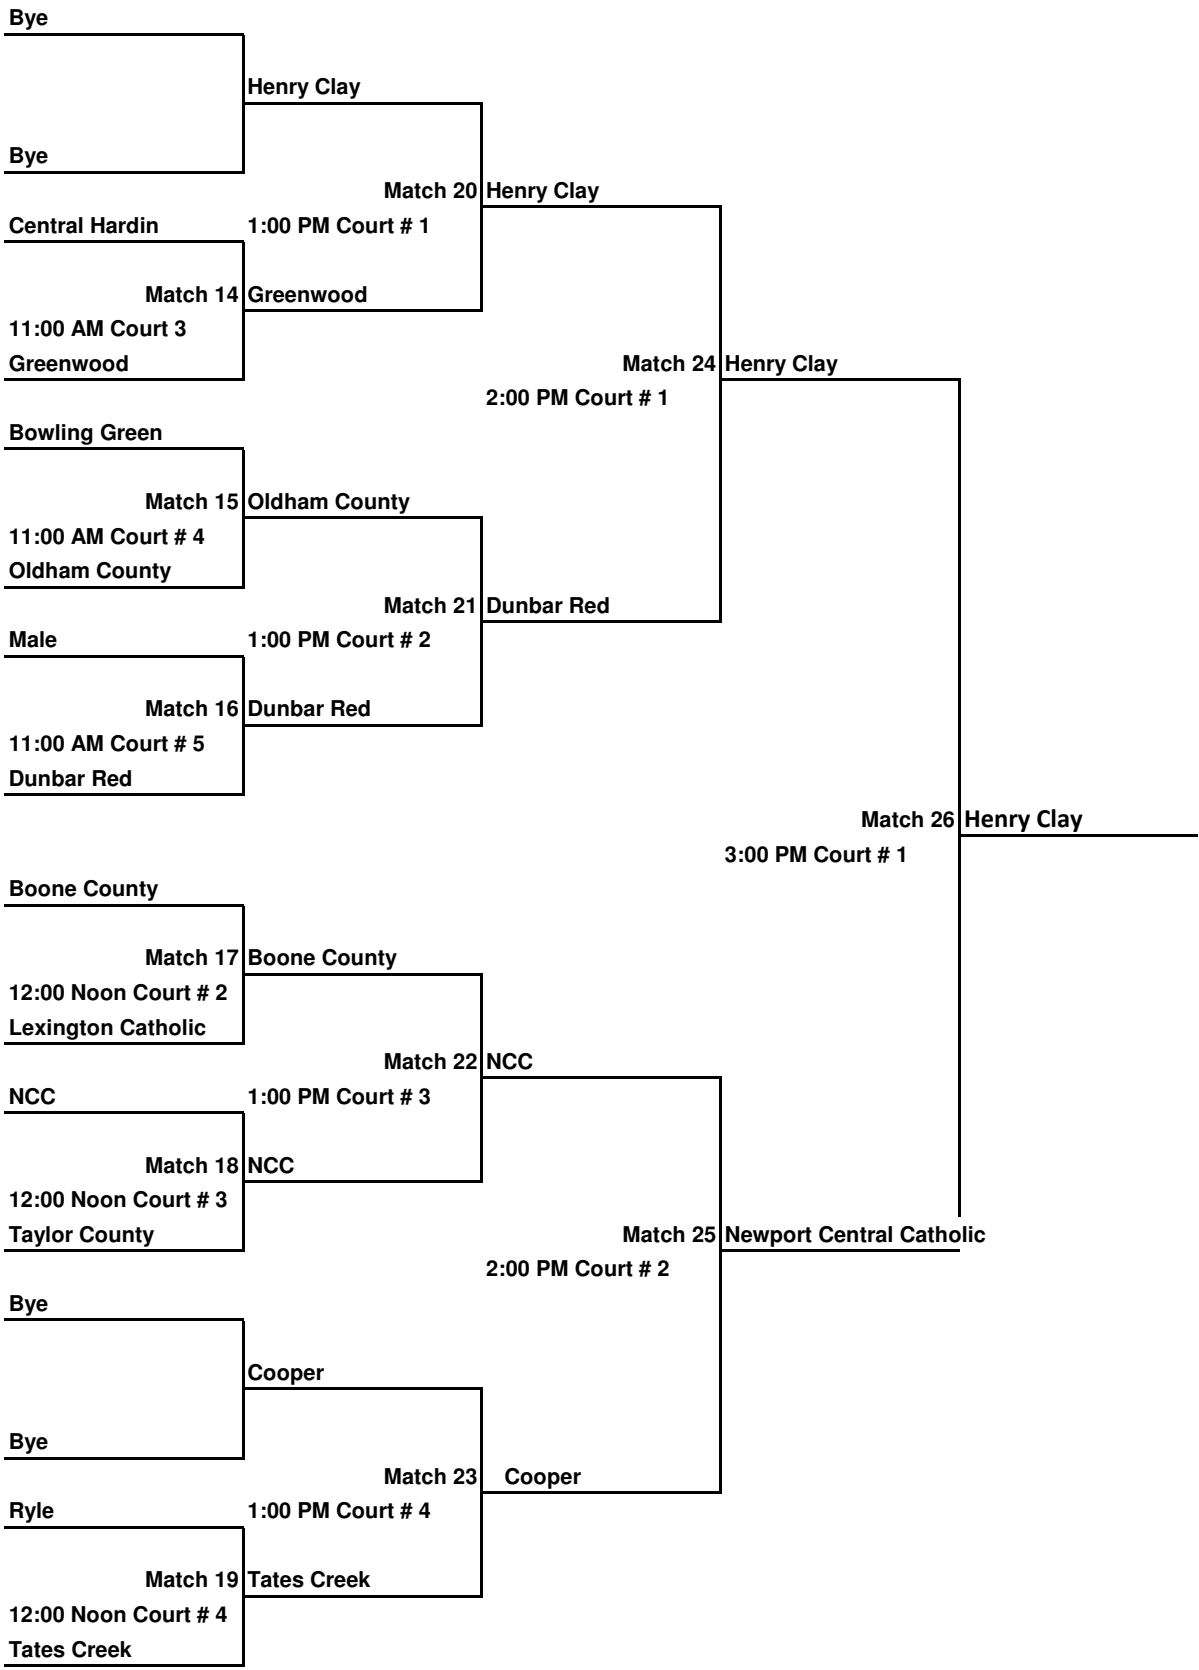 Bye
Henry Clay
Bye
Match 20 Henry Clay
Central Hardin 1:00 PM Court # 1
Match 14 Greenwood
11:00 AM Court 3
Greenwood
Match 24 Henry Clay
2:00 PM Court # 1
Bowling Green
Match 15 Oldham County
11:00 AM Court # 4
Oldham County
Match 21 Dunbar Red
Male 1:00 PM Court # 2
Match 16 Dunbar Red
11:00 AM Court # 5
Dunbar Red
Match 26 Henry Clay
3:00 PM Court # 1
Boone County
Match 17 Boone County
12:00 Noon Court # 2
Lexington Catholic
Match 22 NCC
NCC 1:00 PM Court # 3
Match 18 NCC
12:00 Noon Court # 3
Taylor County
Match 25 Newport Central Catholic
2:00 PM Court # 2
Bye
Cooper
Bye
Match 23 Cooper
Ryle 1:00 PM Court # 4
Match 19 Tates Creek
12:00 Noon Court # 4
Tates Creek